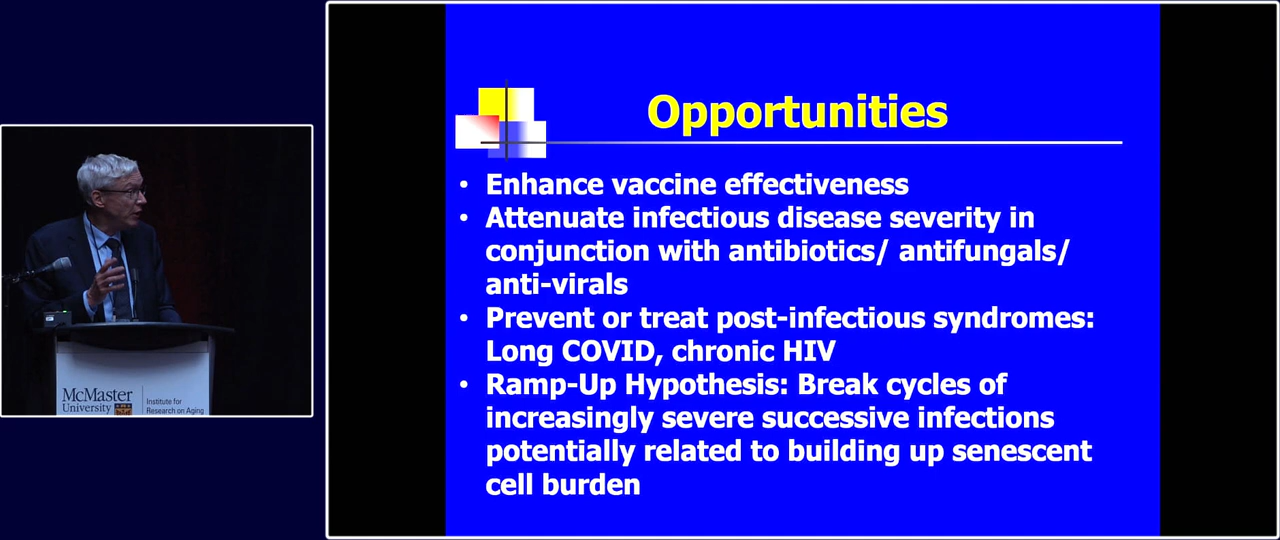 Opportunities
• Enhance vaccine effectiveness
• Attenuate infectious disease severity in
conjunction with antibiotics/ antifungals/
anti-virals
• Prevent or treat post-infectious syndromes:
Long COVID, chronic HIV
• Ramp-Up Hypothesis: Break cycles of
increasingly severe successive infections
potentially related to building up senescent
cell burden
McMaster
University
Institute for
Research on Aging